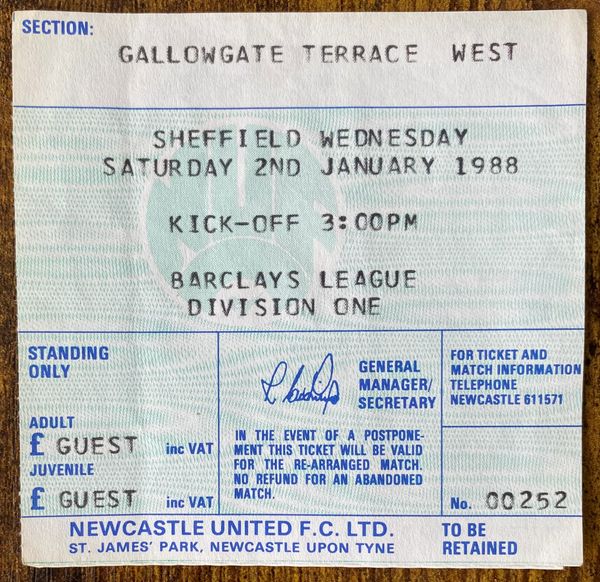 SECTION:
GALLOWGATE TERRACE WEST
SHEFFIELD WEDNESDAY
SATURDAY 2ND JANUARY 1988
KICK-OFF 3:00PM
BARCLAYS LEAGUE
DIVISION ONE
STANDING
ONLY
ADULT
£ GUEST inc VAT
JUVENILE
£ GUEST inc VAT
GENERAL
MANAGER/
SECRETARY
IN THE EVENT OF A POSTPONE-
MENT THIS TICKET WILL BE VALID
FOR THE RE-ARRANGED MATCH.
NO REFUND FOR AN ABANDONED
MATCH.
FOR TICKET AND
MATCH INFORMATION
TELEPHONE
NEWCASTLE 611571
No. 00252
NEWCASTLE UNITED F.C. LTD.
ST. JAMES' PARK, NEWCASTLE UPON TYNE
TO BE
RETAINED